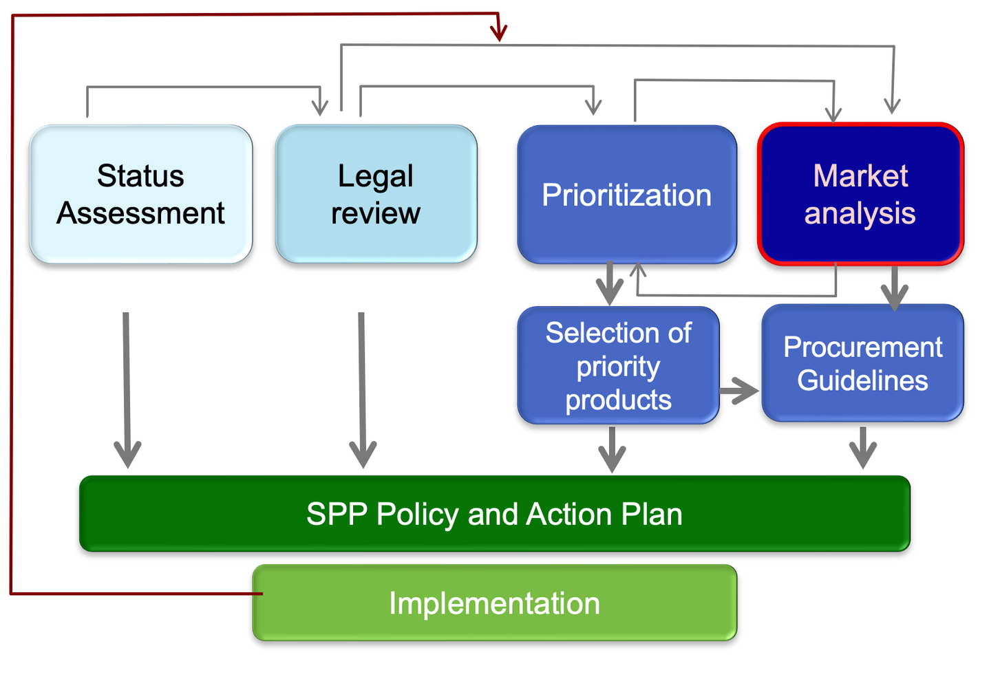 Status
Assessment
Legal
review
Prioritization
Market
analysis
Selection of
priority
products
Procurement
Guidelines
SPP Policy and Action Plan
Implementation